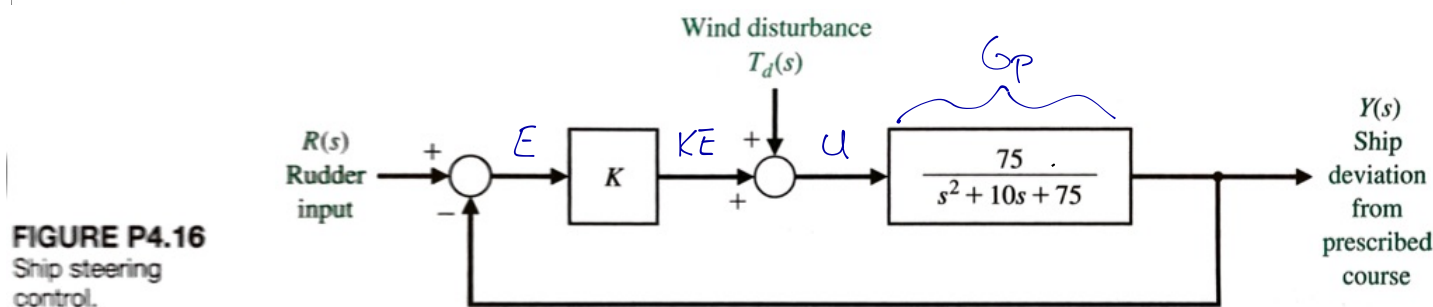 Wind disturbance
T_d(s)
G_P
R(s)
Rudder
input
+
−
E
K
KE
+
+
U
75
s² + 10s + 75
Y(s)
Ship
deviation
from
prescribed
course
FIGURE P4.16
Ship steering
control.